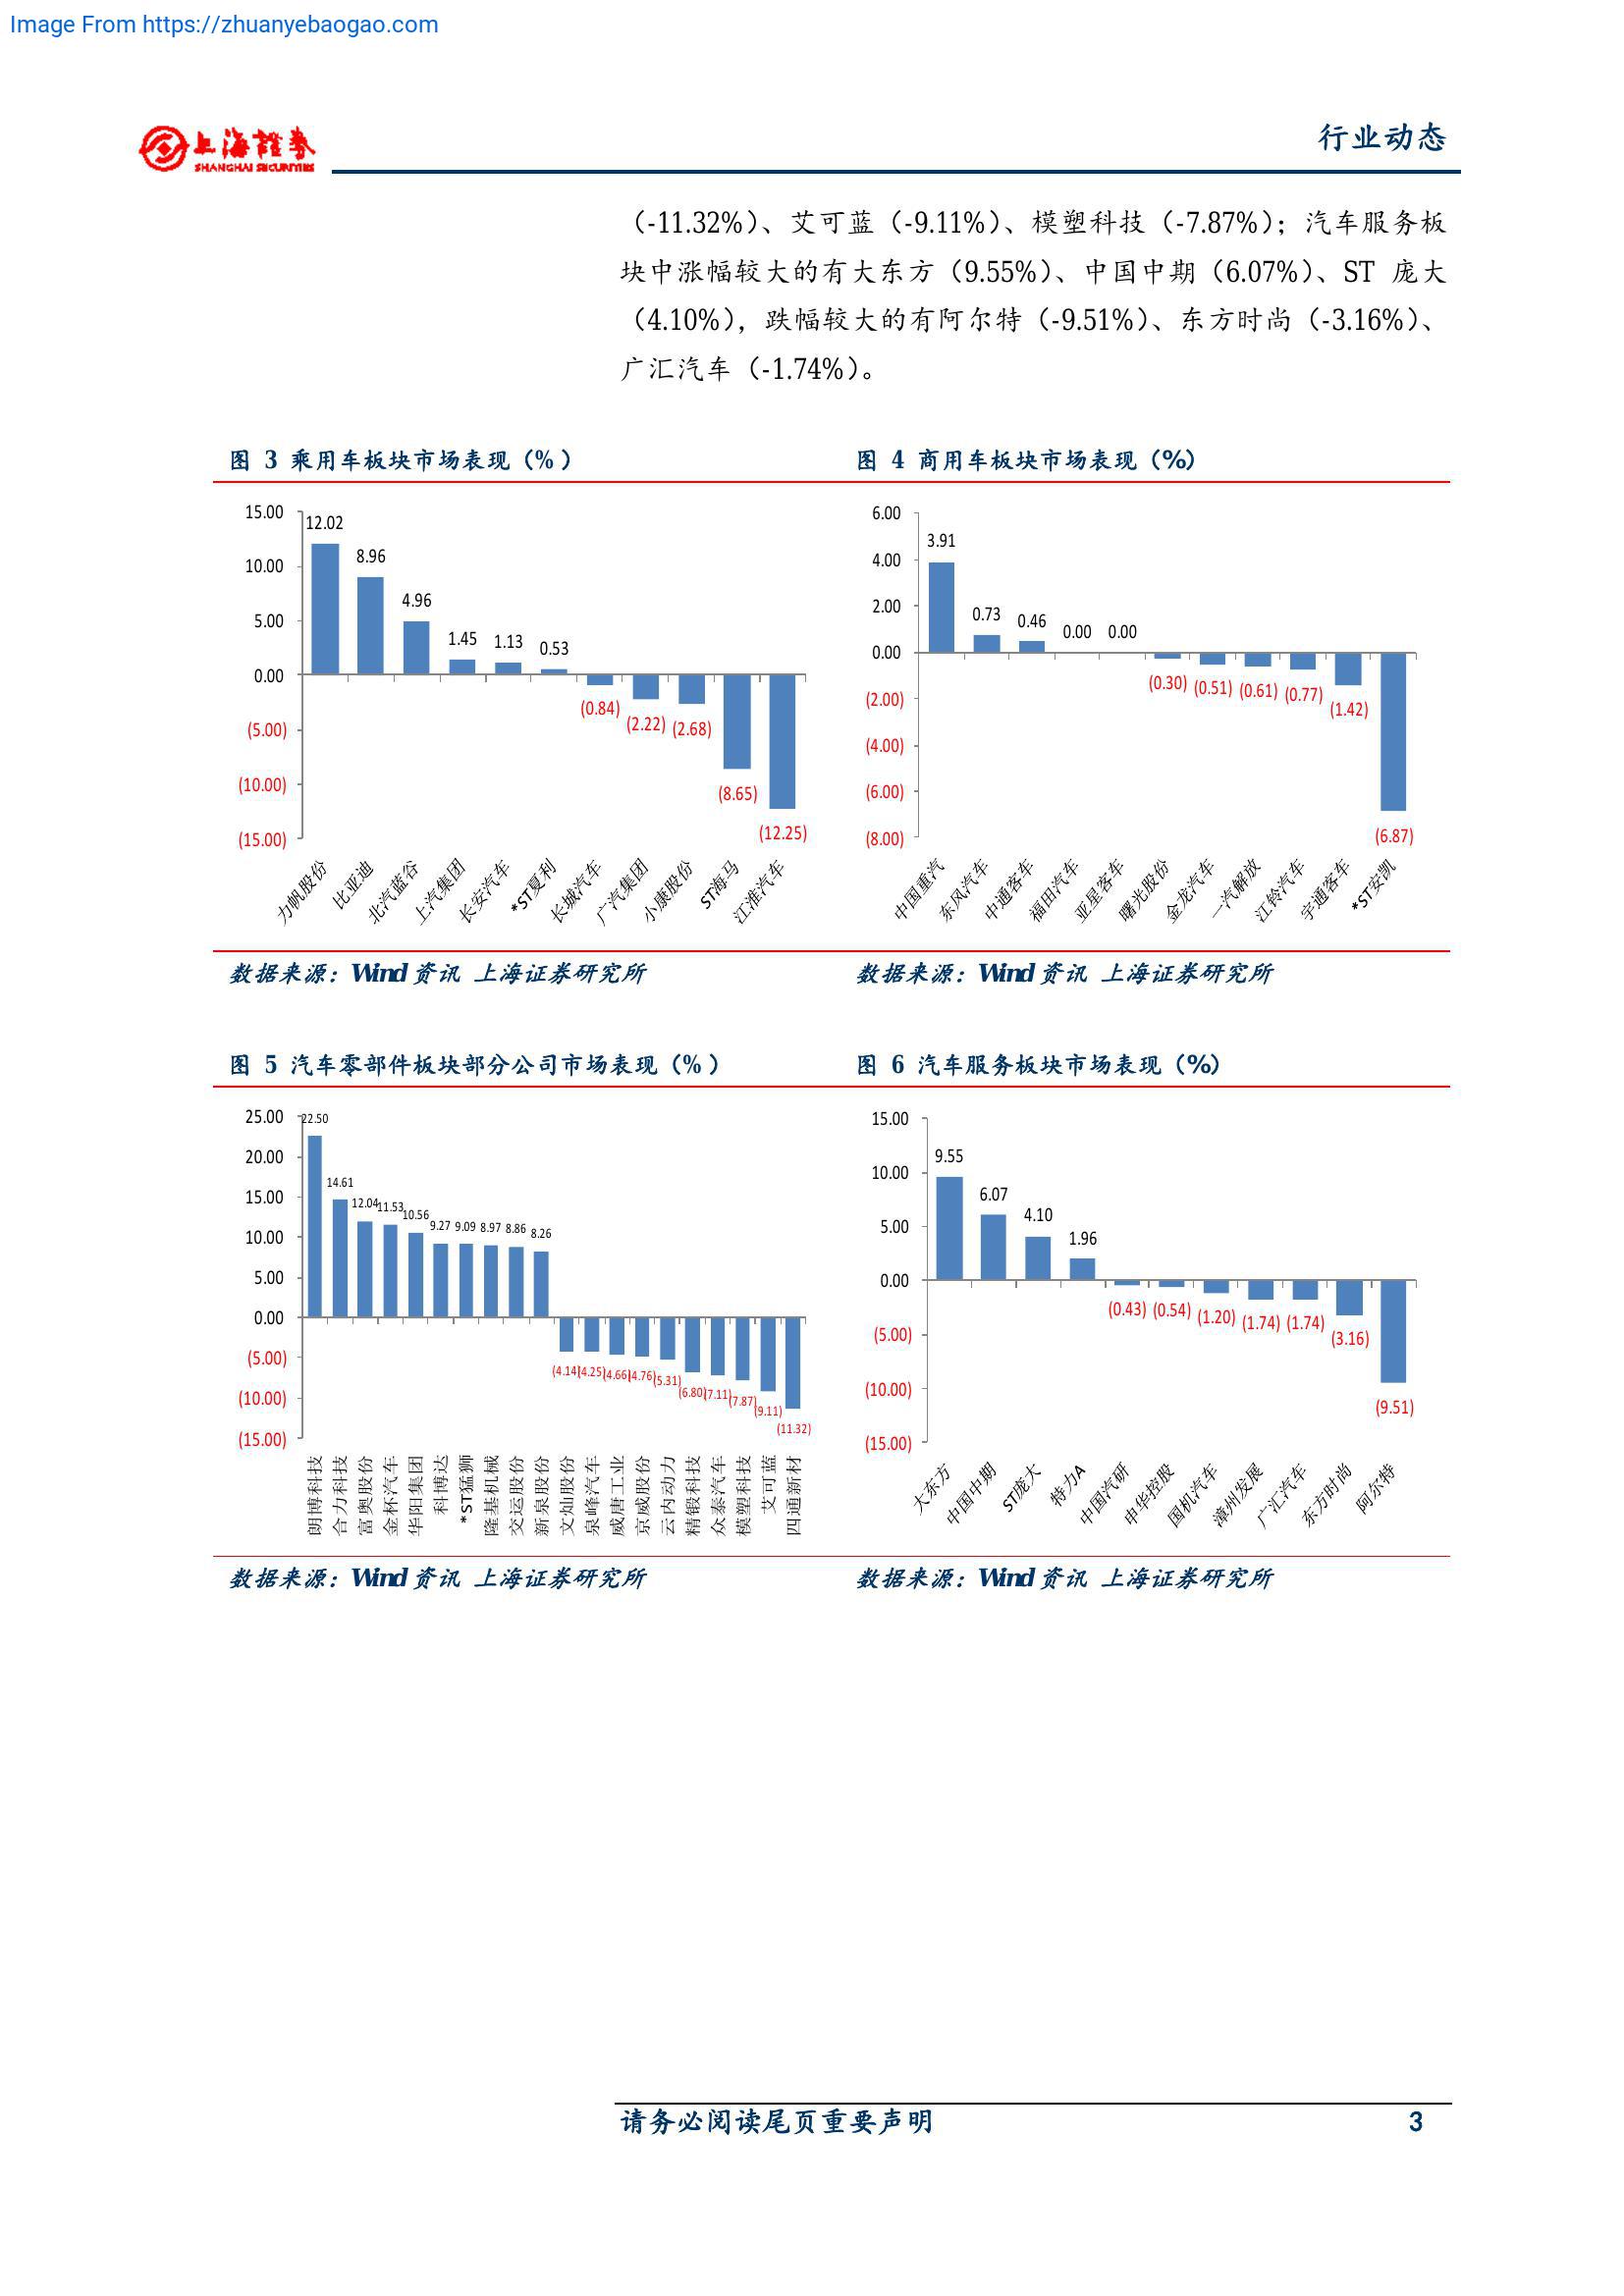 Image From https://zhuanyebaogao.com
上海證券
SHANGHAI SECURITIES
行业动态
（-11.32%）、艾可蓝（-9.11%）、模塑科技（-7.87%）；汽车服务板
块中涨幅较大的有大东方（9.55%）、中国中期（6.07%）、ST 庞大
（4.10%），跌幅较大的有阿尔特（-9.51%）、东方时尚（-3.16%）、
广汇汽车（-1.74%）。
图 3 乘用车板块市场表现（%）
15.00
10.00
5.00
0.00
(5.00)
(10.00)
(15.00)
12.02
8.96
4.96
1.45
1.13
0.53
(0.84)
(2.22)
(2.68)
(8.65)
(12.25)
力帆股份
比亚迪
北汽蓝谷
上汽集团
长安汽车
*ST夏利
长城汽车
广汽集团
小康股份
ST海马
江淮汽车
数据来源：Wind 资讯 上海证券研究所
图 4 商用车板块市场表现（%）
6.00
4.00
2.00
0.00
(2.00)
(4.00)
(6.00)
(8.00)
3.91
0.73
0.46
0.00
0.00
(0.30)
(0.51)
(0.61)
(0.77)
(1.42)
(6.87)
中国重汽
东风汽车
中通客车
福田汽车
亚星客车
曙光股份
金龙汽车
一汽解放
江铃汽车
宇通客车
*ST安凯
数据来源：Wind 资讯 上海证券研究所
图 5 汽车零部件板块部分公司市场表现（%）
25.00
20.00
15.00
10.00
5.00
0.00
(5.00)
(10.00)
(15.00)
22.50
14.61
12.04
11.53
10.56
9.27
9.09
8.97
8.86
8.26
(4.14)
(4.25)
(4.66)
(4.76)
(5.31)
(6.80)
(7.11)
(7.87)
(9.11)
(11.32)
朗博科技
合力科技
富奥股份
金杯汽车
华阳集团
科博达
*ST猛狮
隆基机械
交运股份
新泉股份
文灿股份
泉峰汽车
威唐工业
京威股份
云内动力
精锻科技
众泰汽车
模塑科技
艾可蓝
四通新材
数据来源：Wind 资讯 上海证券研究所
图 6 汽车服务板块市场表现（%）
15.00
10.00
5.00
0.00
(5.00)
(10.00)
(15.00)
9.55
6.07
4.10
1.96
(0.43)
(0.54)
(1.20)
(1.74)
(1.74)
(3.16)
(9.51)
大东方
中国中期
ST庞大
特力A
中国汽研
申华控股
国机汽车
漳州发展
广汇汽车
东方时尚
阿尔特
数据来源：Wind 资讯 上海证券研究所
请务必阅读尾页重要声明
3